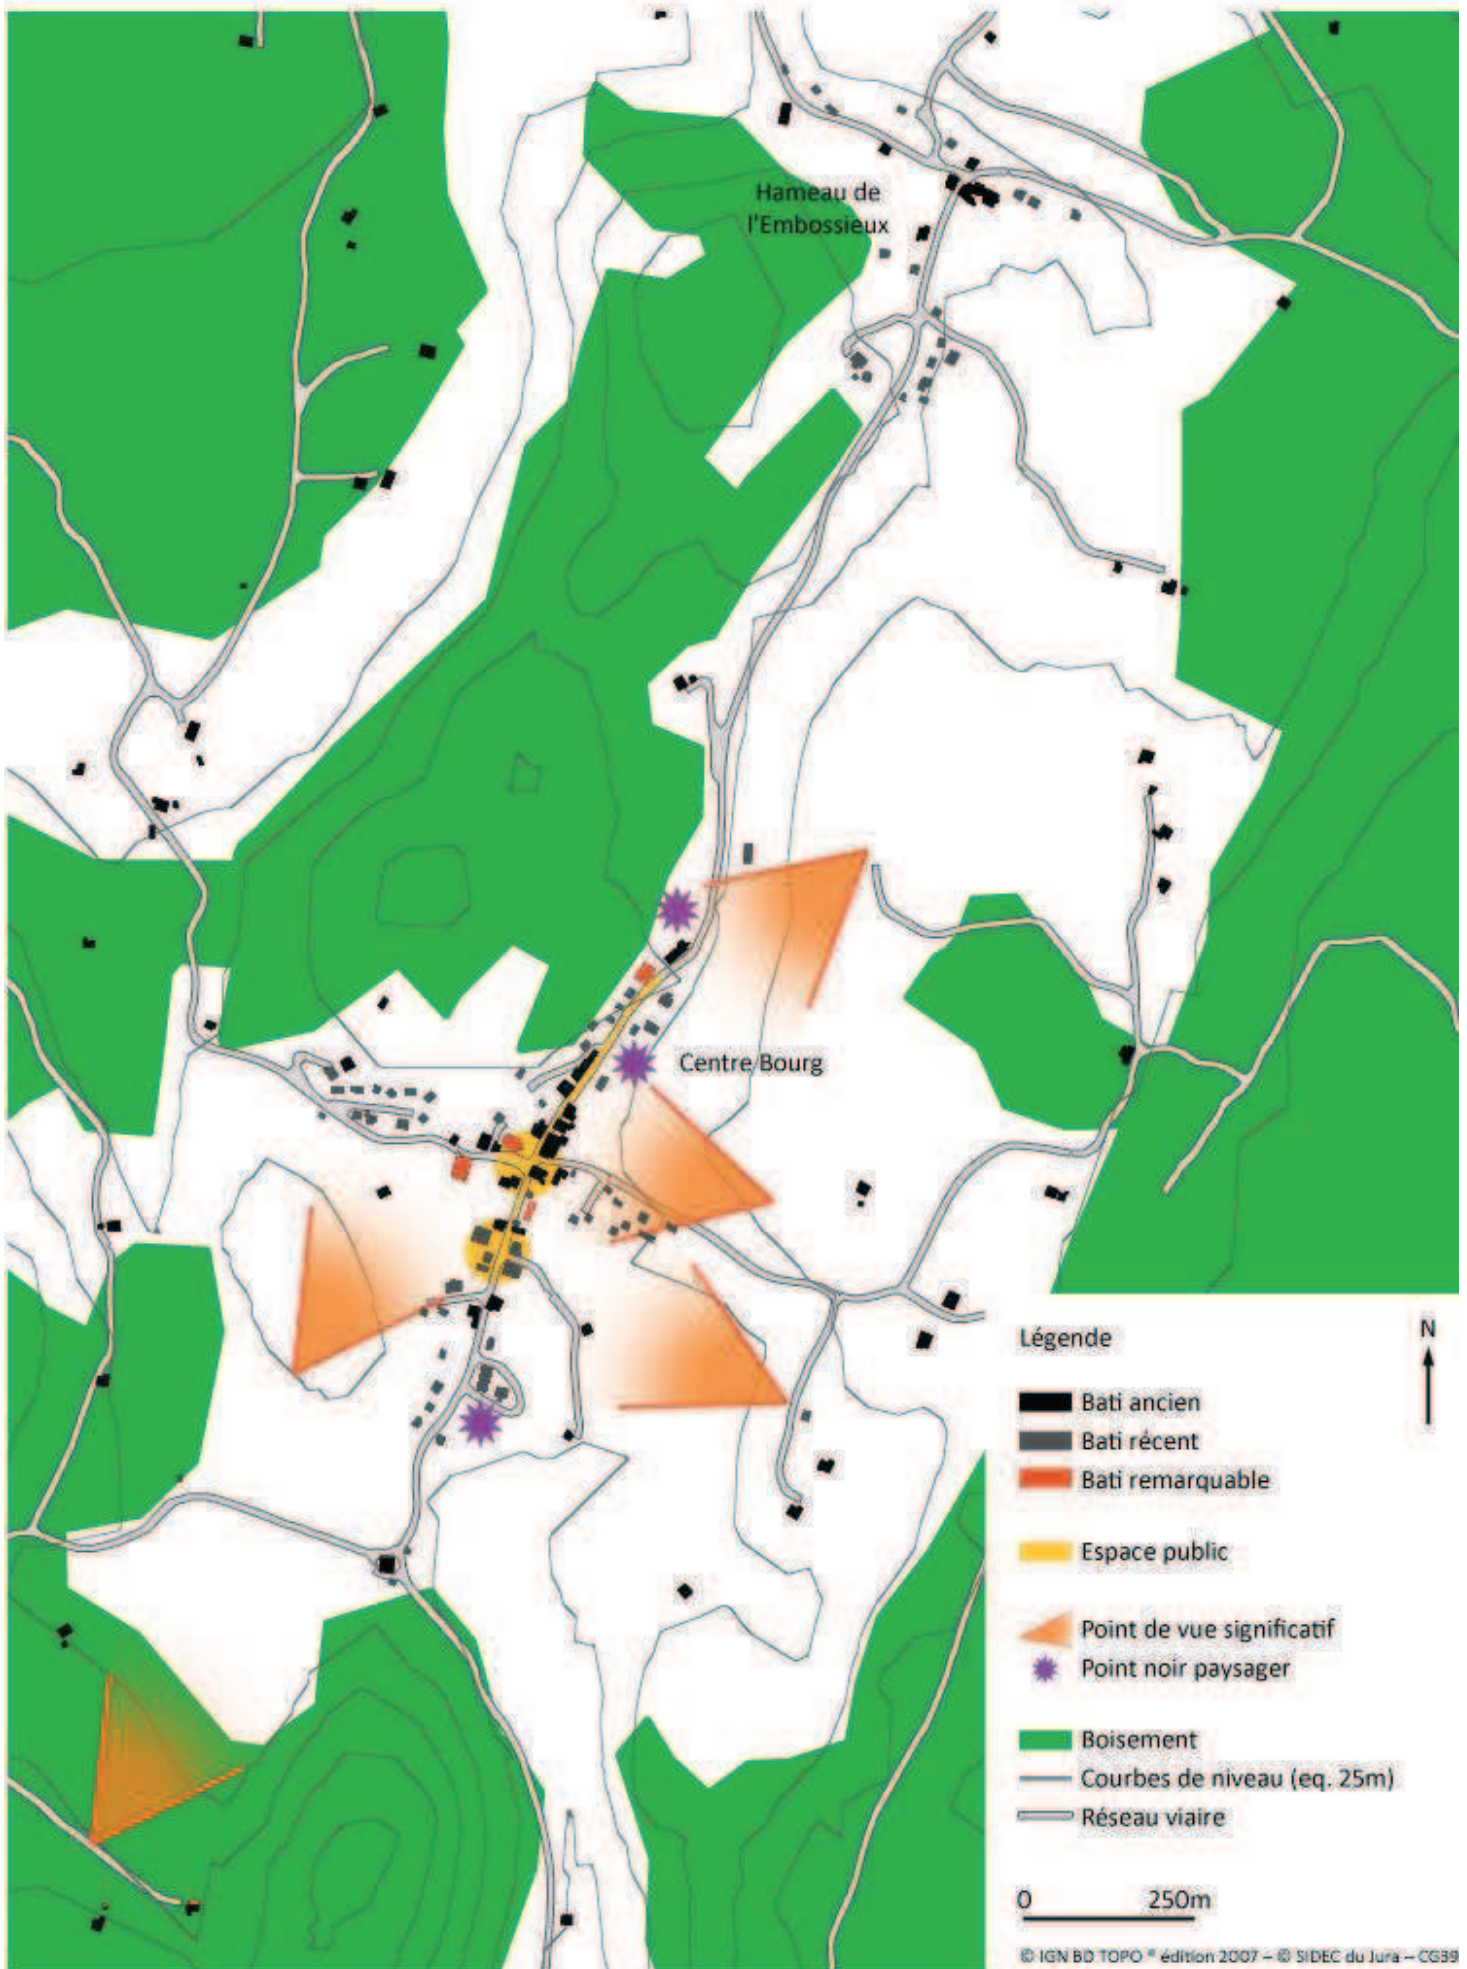 Hameau de
l'Embossieux
Centre Bourg
Légende
N
Bati ancien
Bati récent
Bati remarquable
Espace public
Point de vue significatif
Point noir paysager
Boisement
Courbes de niveau (eq. 25m)
Réseau viaire
0 250m
© IGN BD TOPO ® édition 2007 – © SIDEC du Jura – CG39